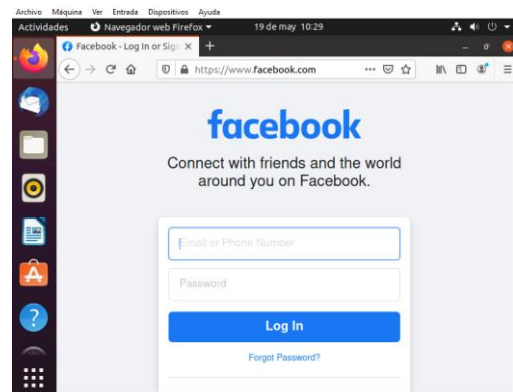 Archivo Máquina Ver Entrada Dispositivos Ayuda
Actividades Navegador web Firefox 19 de may 10:29
Facebook - Log In or Sign
https://www.facebook.com
facebook
Connect with friends and the world
around you on Facebook.
Email or Phone Number
Password
Log In
Forgot Password?